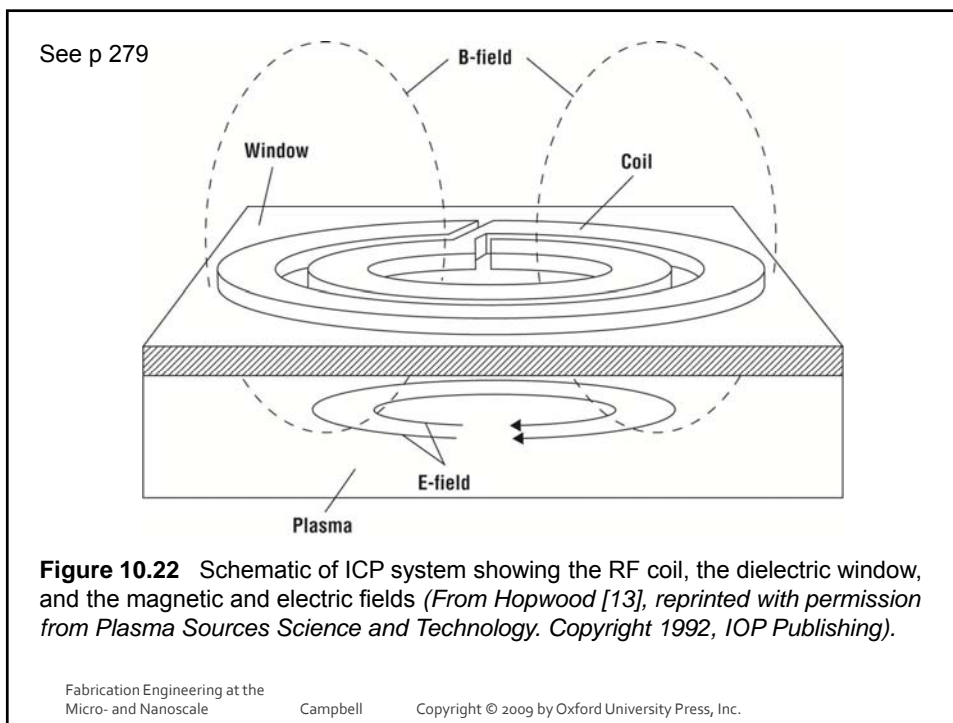 See p 279
B-field
Window
Coil
E-field
Plasma
Figure 10.22 Schematic of ICP system showing the RF coil, the dielectric window,
and the magnetic and electric fields (From Hopwood [13], reprinted with permission
from Plasma Sources Science and Technology. Copyright 1992, IOP Publishing).
Fabrication Engineering at the
Micro- and Nanoscale Campbell Copyright © 2009 by Oxford University Press, Inc.